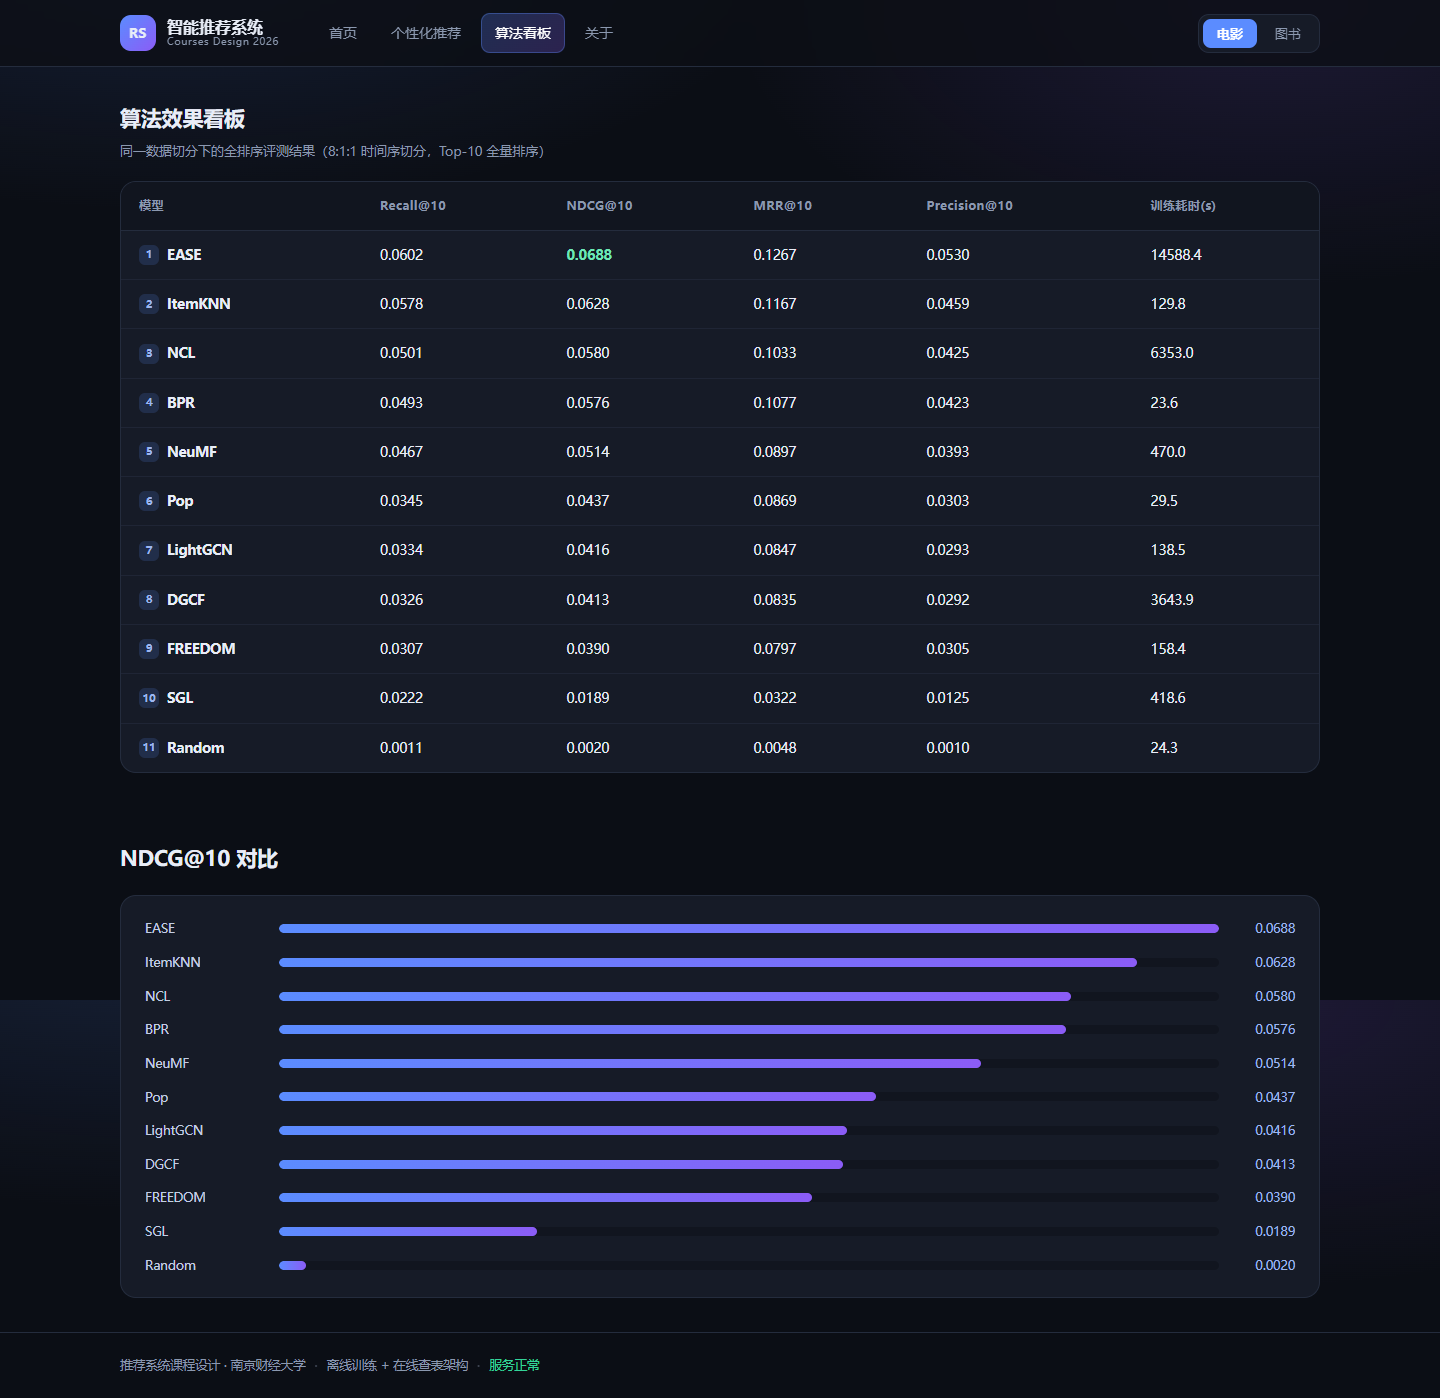 RS 智能推荐系统 首页 个性化推荐 算法看板 关于 电影 图书
Courses Design 2026
算法效果看板
同一数据切分下的全排序评测结果（8:1:1 时间序切分，Top-10 全量排序）
模型 Recall@10 NDCG@10 MRR@10 Precision@10 训练耗时(s)
1 EASE 0.0602 0.0688 0.1267 0.0530 14588.4
2 ItemKNN 0.0578 0.0628 0.1167 0.0459 129.8
3 NCL 0.0501 0.0580 0.1033 0.0425 6353.0
4 BPR 0.0493 0.0576 0.1077 0.0423 23.6
5 NeuMF 0.0467 0.0514 0.0897 0.0393 470.0
6 Pop 0.0345 0.0437 0.0869 0.0303 29.5
7 LightGCN 0.0334 0.0416 0.0847 0.0293 138.5
8 DGCF 0.0326 0.0413 0.0835 0.0292 3643.9
9 FREEDOM 0.0307 0.0390 0.0797 0.0305 158.4
10 SGL 0.0222 0.0189 0.0322 0.0125 418.6
11 Random 0.0011 0.0020 0.0048 0.0010 24.3
NDCG@10 对比
EASE 0.0688
ItemKNN 0.0628
NCL 0.0580
BPR 0.0576
NeuMF 0.0514
Pop 0.0437
LightGCN 0.0416
DGCF 0.0413
FREEDOM 0.0390
SGL 0.0189
Random 0.0020
推荐系统课程设计 · 南京财经大学 · 离线训练 + 在线查表架构 · 服务正常